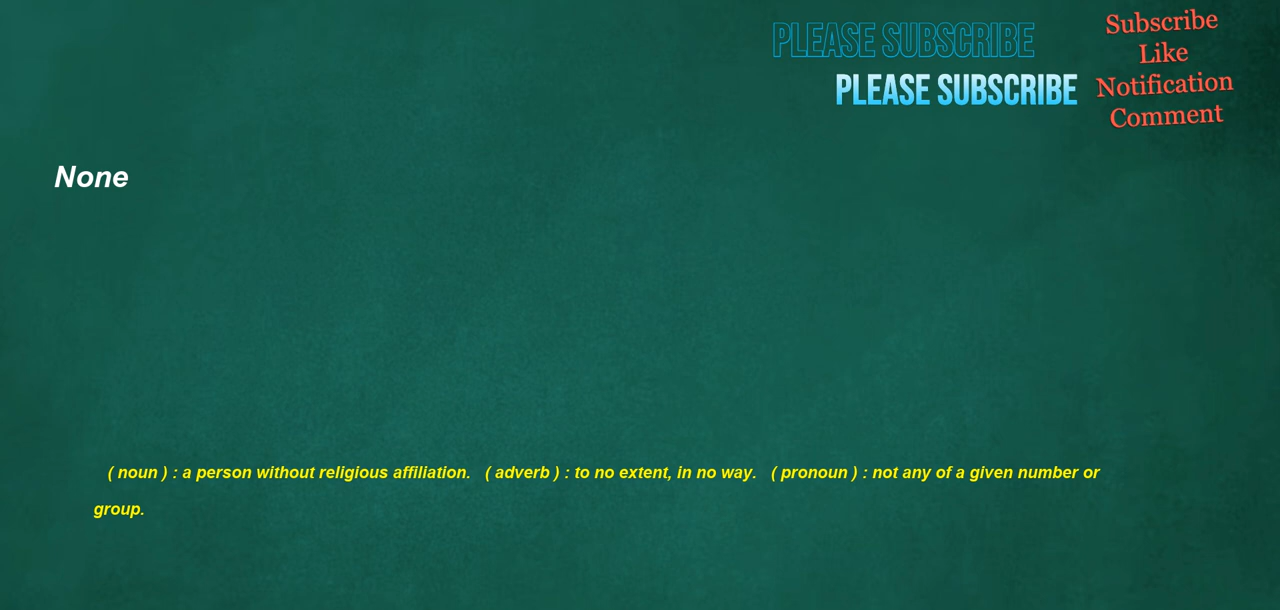 PLEASE SUBSCRIBE
PLEASE SUBSCRIBE
Subscribe
Like
Notification
Comment
None
( noun ) : a person without religious affiliation. ( adverb ) : to no extent, in no way. ( pronoun ) : not any of a given number or
group.